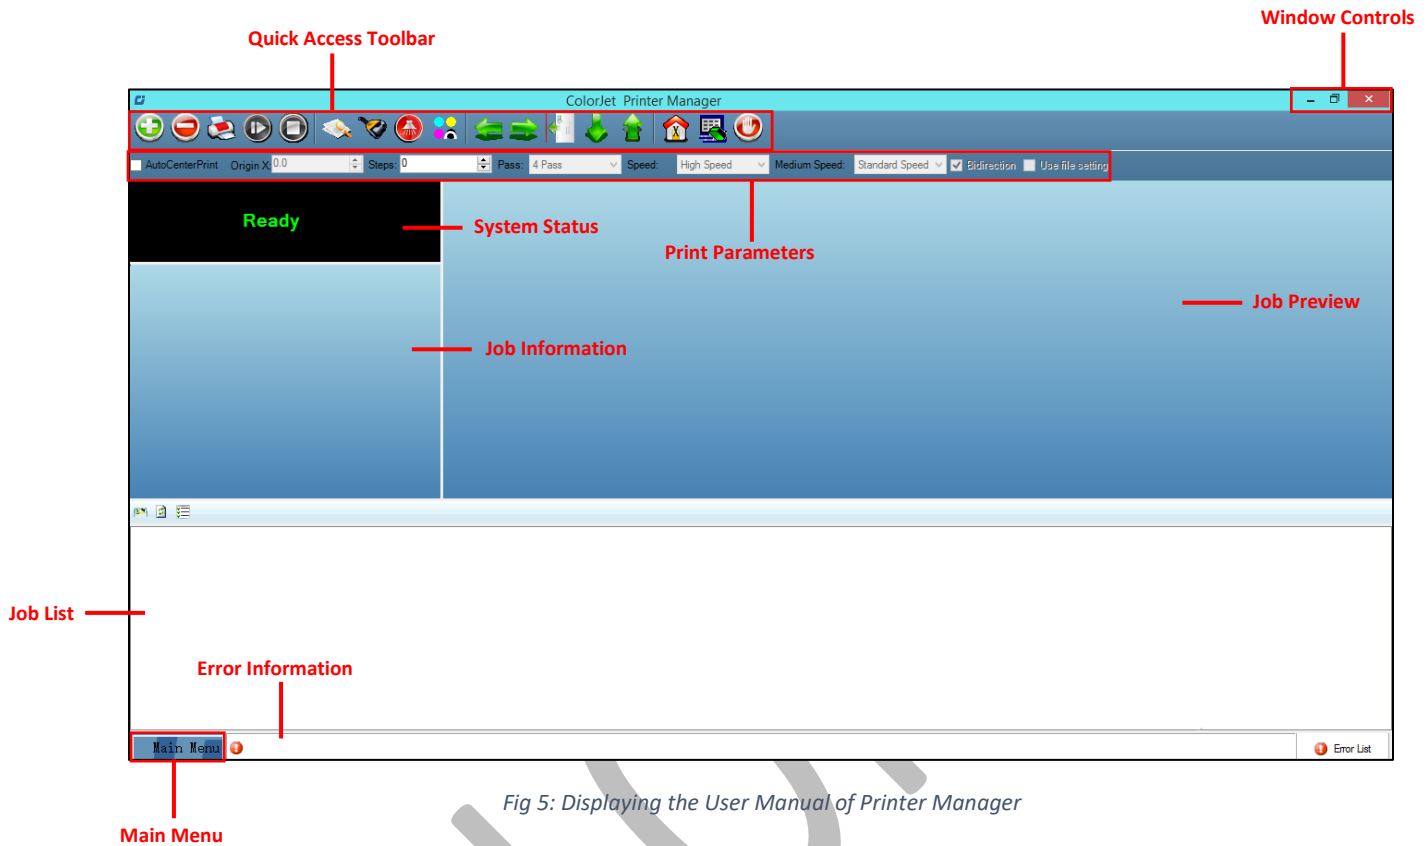 Window Controls
Quick Access Toolbar
ColorJet Printer Manager
AutoCenterPrint Origin X: 0.0 Steps: 0 Pass: 4 Pass Speed: High Speed Medium Speed: Standard Speed Bidirection Use file setting
Ready
System Status
Print Parameters
Job Preview
Job Information
Job List
Error Information
Main Menu
Error List
Fig 5: Displaying the User Manual of Printer Manager
Main Menu